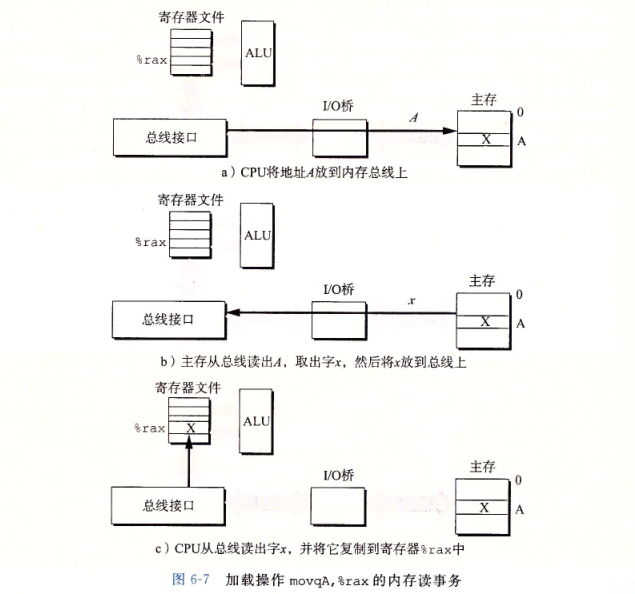 寄存器文件
%rax
ALU
I/O桥
主存
0
A
总线接口
X
A
a）CPU将地址A放到内存总线上
寄存器文件
%rax
ALU
I/O桥
主存
0
x
总线接口
X
A
b）主存从总线读出A，取出字x，然后将x放到总线上
寄存器文件
%rax
X
ALU
I/O桥
主存
0
总线接口
X
A
c）CPU从总线读出字x，并将它复制到寄存器%rax中
图 6-7 加载操作 movqA,%rax 的内存读事务